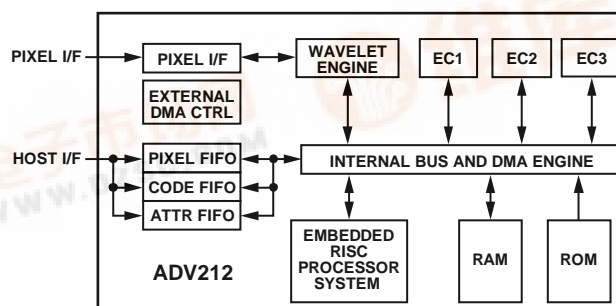 PIXEL I/F
PIXEL I/F
WAVELET
ENGINE
EC1
EC2
EC3
EXTERNAL
DMA CTRL
HOST I/F
PIXEL FIFO
CODE FIFO
ATTR FIFO
INTERNAL BUS AND DMA ENGINE
EMBEDDED
RISC
PROCESSOR
SYSTEM
RAM
ROM
ADV212